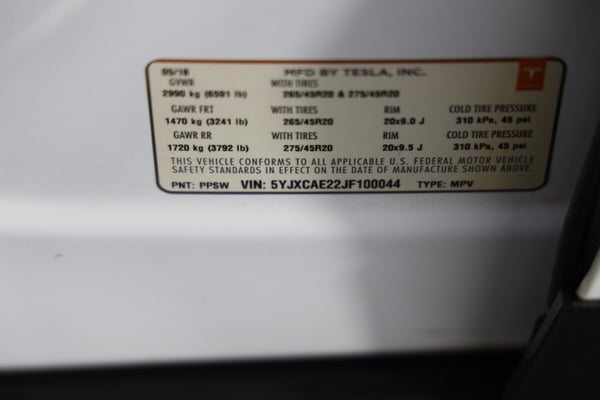 05/18 MFD BY TESLA, INC.
GVWR WITH TIRES
2990 kg (6591 lb) 265/45R20 & 275/45R20
GAWR FRT WITH TIRES RIM COLD TIRE PRESSURE
1470 kg (3241 lb) 265/45R20 20x9.0 J 310 kPa, 45 psi
GAWR RR WITH TIRES RIM COLD TIRE PRESSURE
1720 kg (3792 lb) 275/45R20 20x9.5 J 310 kPa, 45 psi
THIS VEHICLE CONFORMS TO ALL APPLICABLE U.S. FEDERAL MOTOR VEHICLE
SAFETY STANDARDS IN EFFECT ON THE DATE OF MANUFACTURE SHOWN ABOVE.
PNT: PPSW VIN: 5YJXCAE22JF100044 TYPE: MPV